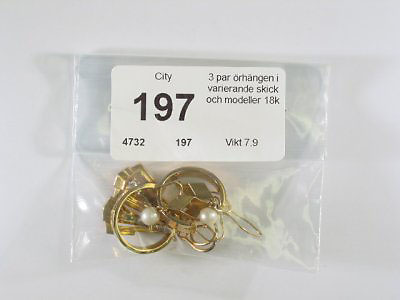 City
197
3 par örhängen i
varierande skick
och modeller 18k
4732 197 Vikt 7.9